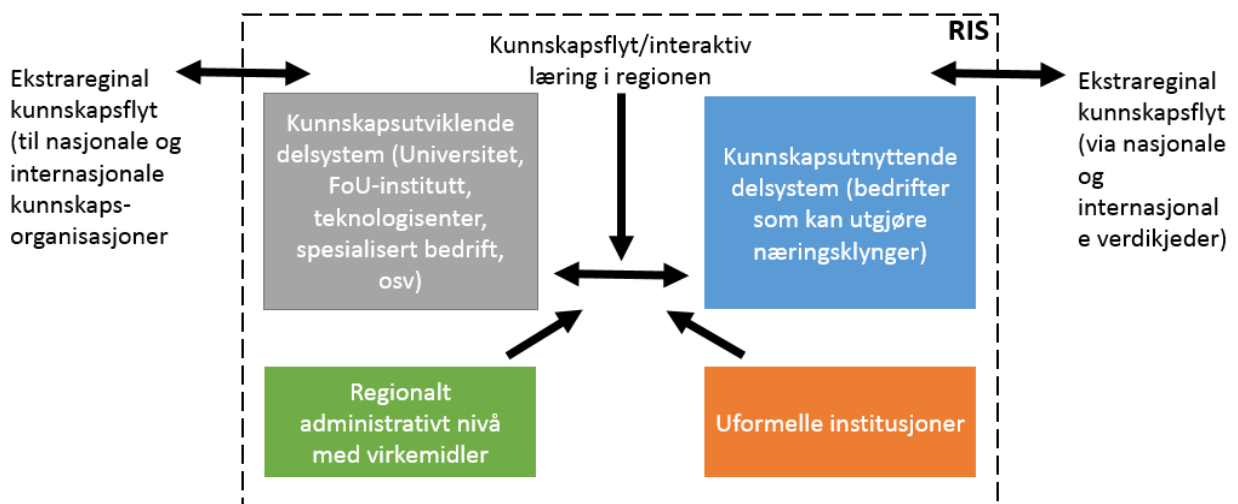 RIS
Kunnskapsflyt/interaktiv
læring i regionen
Ekstrareginal
kunnskapsflyt
(til nasjonale og
internasjonale
kunnskaps-
organisasjoner
Kunnskapsutviklende
delsystem (Universitet,
FoU-institutt,
teknologisenter,
spesialisert bedrift,
osv)
Kunnskapsutnyttende
delsystem (bedrifter
som kan utgjøre
næringsklynger)
Ekstrareginal
kunnskapsflyt
(via nasjonale
og
internasjonal
e verdikjeder)
Regionalt
administrativt nivå
med virkemidler
Uformelle institusjoner